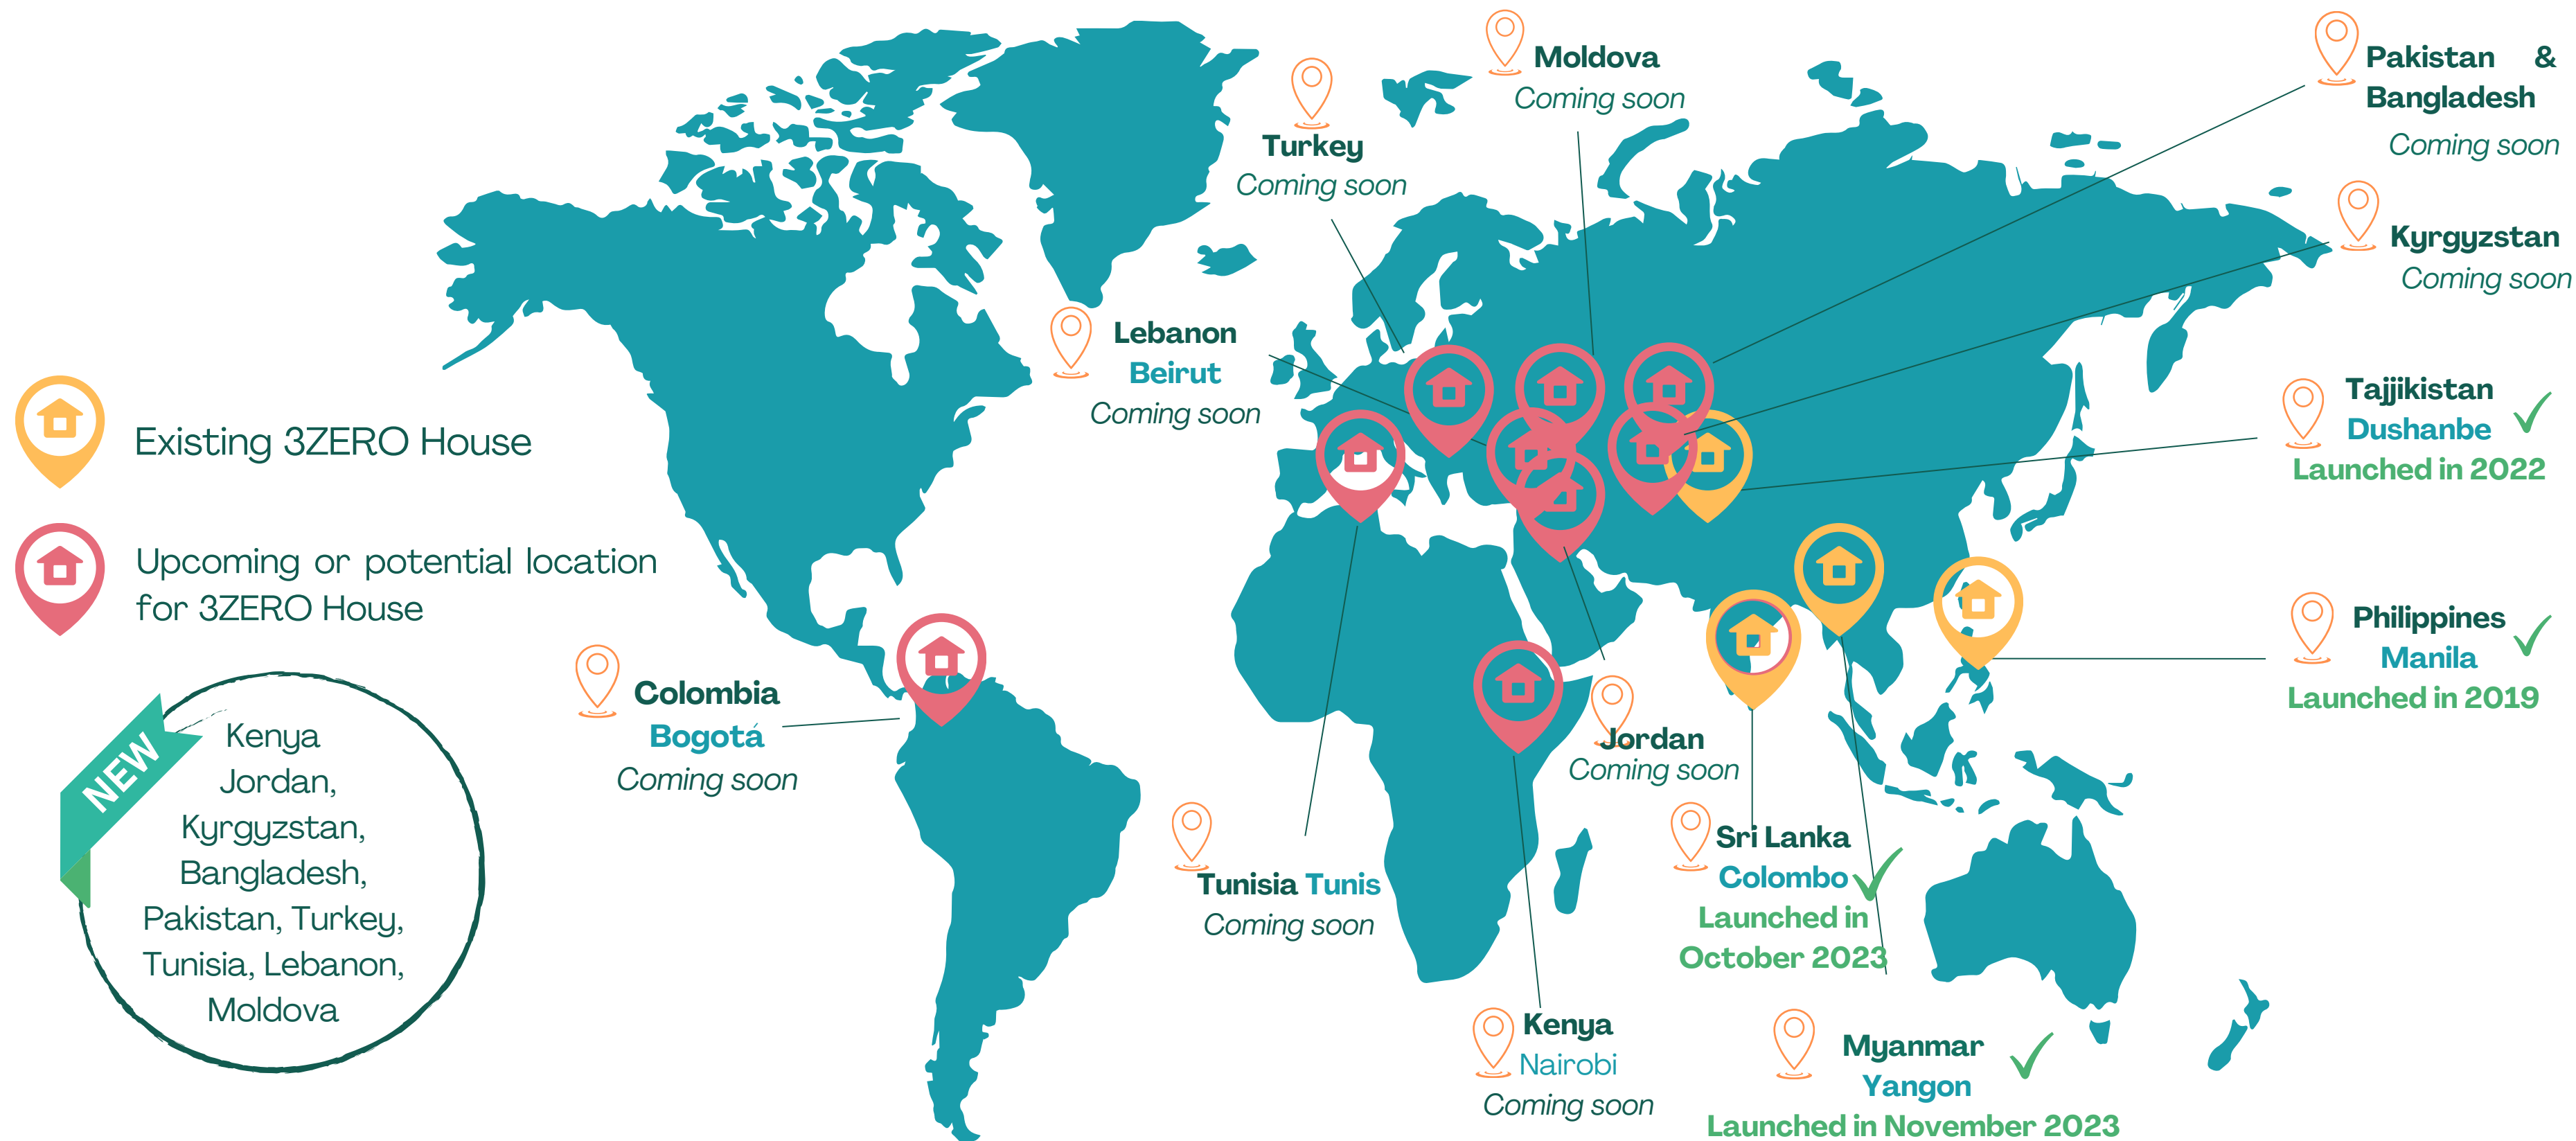 Moldova
Coming soon
Pakistan &
Bangladesh
Coming soon
Turkey
Coming soon
Kyrgyzstan
Coming soon
Lebanon
Beirut
Coming soon
Tajjikistan
Dushanbe
Launched in 2022
Existing 3ZERO House
Upcoming or potential location
for 3ZERO House
Philippines
Manila
Launched in 2019
Colombia
Bogotá
Coming soon
NEW
Kenya
Jordan,
Kyrgyzstan,
Bangladesh,
Pakistan, Turkey,
Tunisia, Lebanon,
Moldova
Jordan
Coming soon
Tunisia Tunis
Coming soon
Sri Lanka
Colombo
Launched in
October 2023
Kenya
Nairobi
Coming soon
Myanmar
Yangon
Launched in November 2023